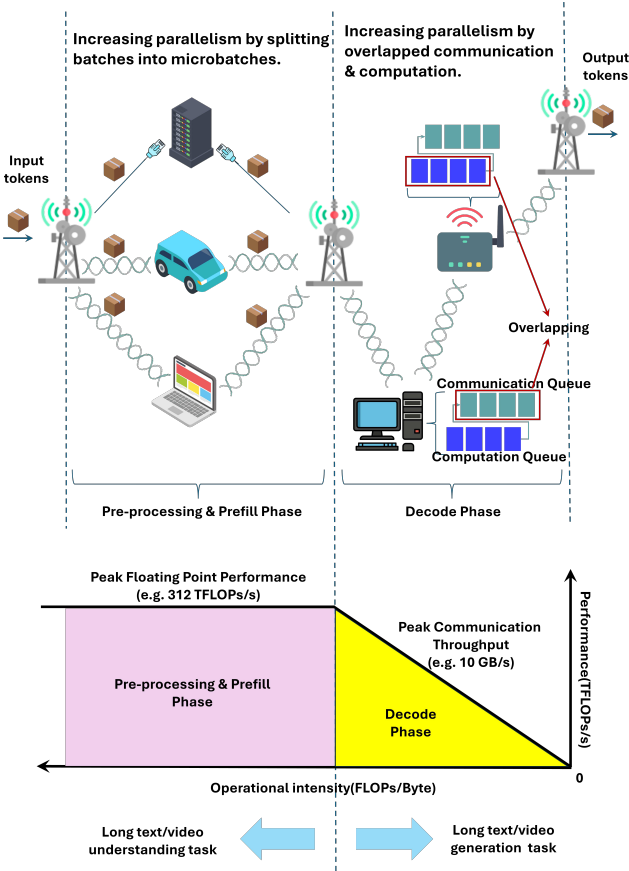 Increasing parallelism by splitting
batches into microbatches.
Increasing parallelism by
overlapped communication
& computation.
Output
tokens
Input
tokens
Overlapping
Communication Queue
Computation Queue
Pre-processing & Prefill Phase
Decode Phase
Peak Floating Point Performance
(e.g. 312 TFLOPs/s)
Peak Communication
Throughput
(e.g. 10 GB/s)
Performance(TFLOPs/s)
Pre-processing & Prefill
Phase
Decode
Phase
0
Operational intensity(FLOPs/Byte)
Long text/video
understanding task
Long text/video
generation task